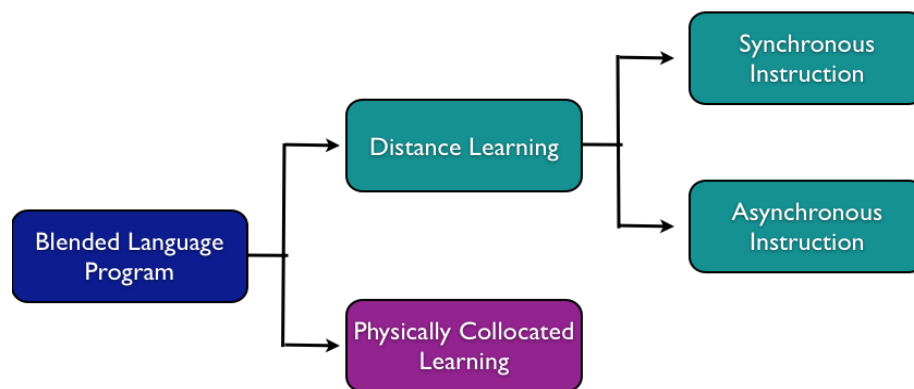 Synchronous
Instruction
Distance Learning
Asynchronous
Instruction
Blended Language
Program
Physically Collocated
Learning